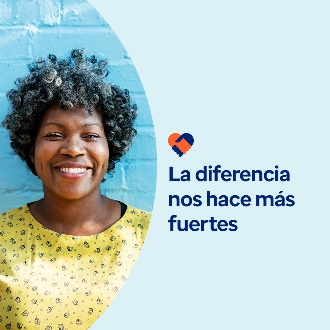 La diferencia
nos hace más
fuertes